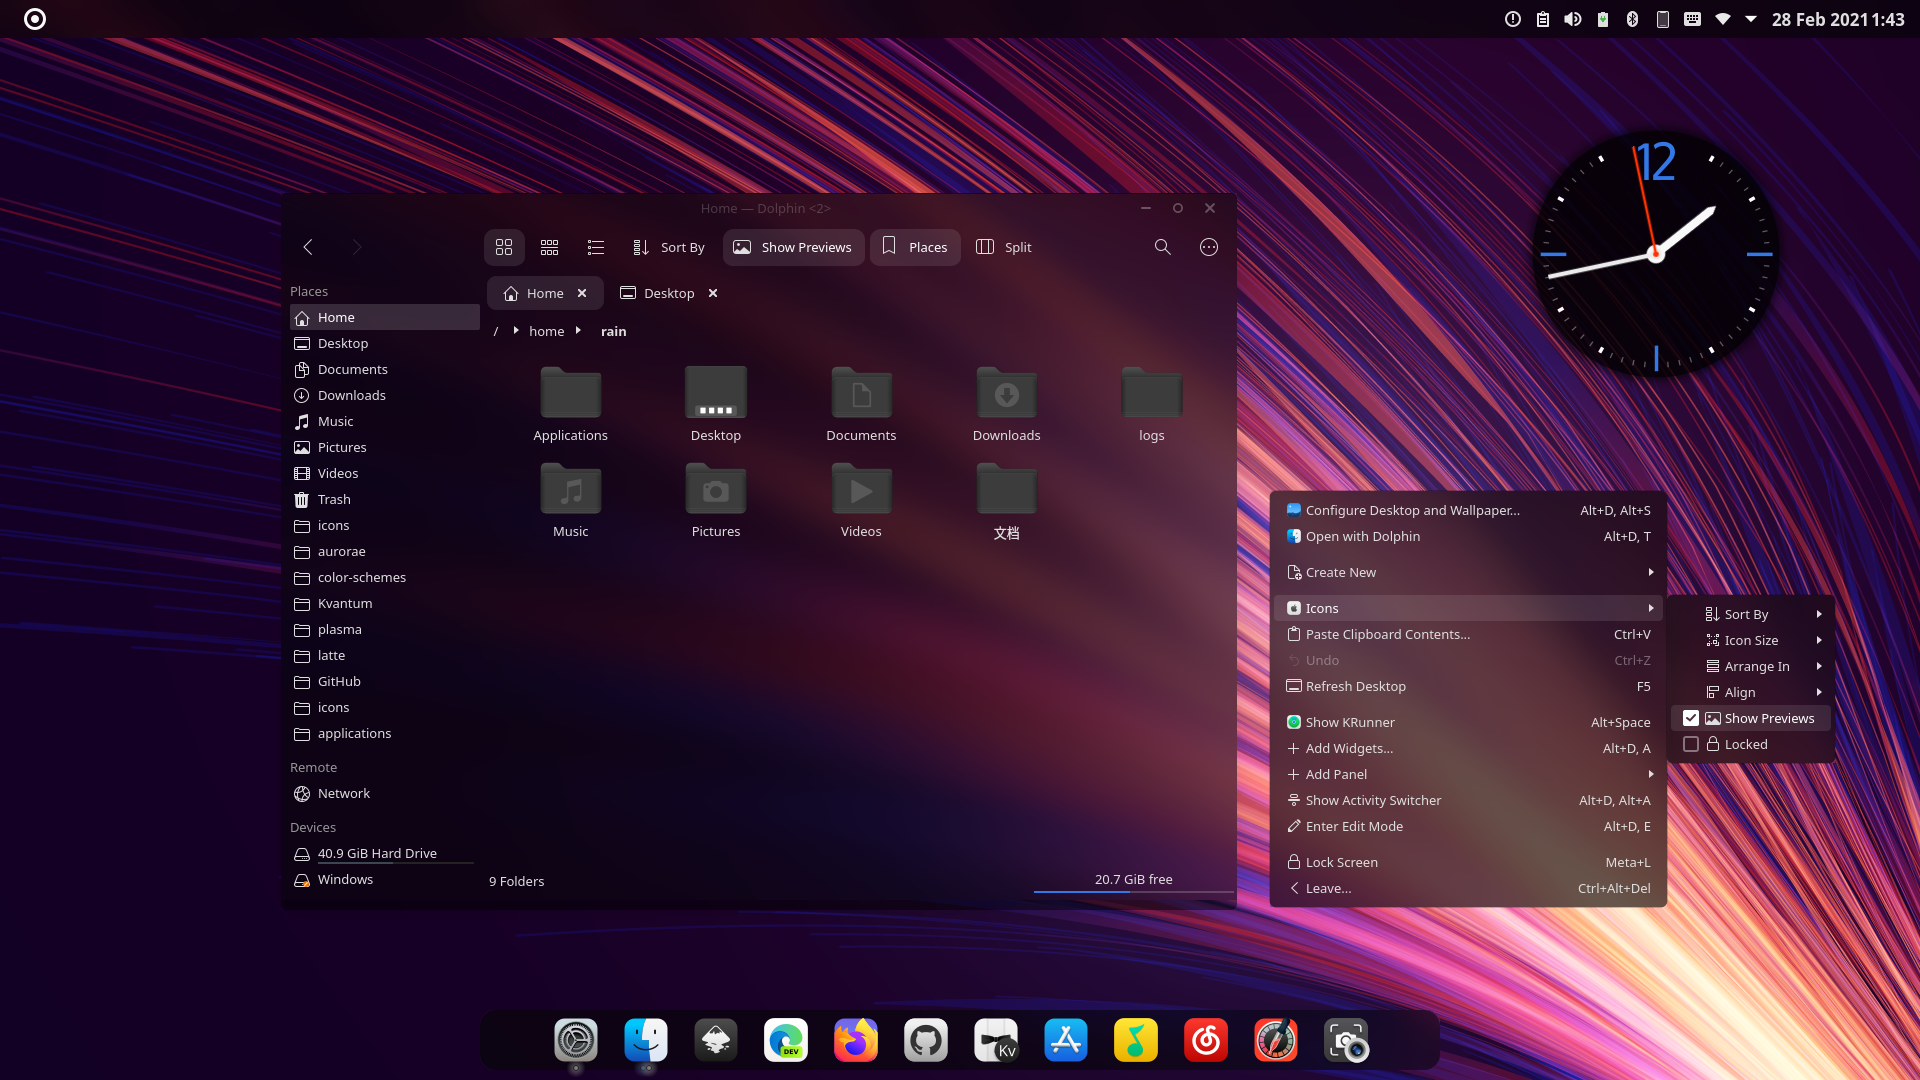 28 Feb 2021 1:43
12
Home — Dolphin <2>
Sort By
Show Previews
Places
Split
Home
Desktop
/ home rain
Places
Home
Desktop
Documents
Downloads
Music
Pictures
Videos
Trash
icons
aurorae
color-schemes
Kvantum
plasma
latte
GitHub
icons
applications
Remote
Network
Devices
40.9 GiB Hard Drive
Windows
Applications
Desktop
Documents
Downloads
logs
Music
Pictures
Videos
文档
9 Folders
20.7 GiB free
Configure Desktop and Wallpaper... Alt+D, Alt+S
Open with Dolphin Alt+D, T
Create New
Icons
Paste Clipboard Contents... Ctrl+V
Undo Ctrl+Z
Refresh Desktop F5
Show KRunner Alt+Space
Add Widgets... Alt+D, A
Add Panel
Show Activity Switcher Alt+D, Alt+A
Enter Edit Mode Alt+D, E
Lock Screen Meta+L
Leave... Ctrl+Alt+Del
Sort By
Icon Size
Arrange In
Align
Show Previews
Locked
DEV
Kv